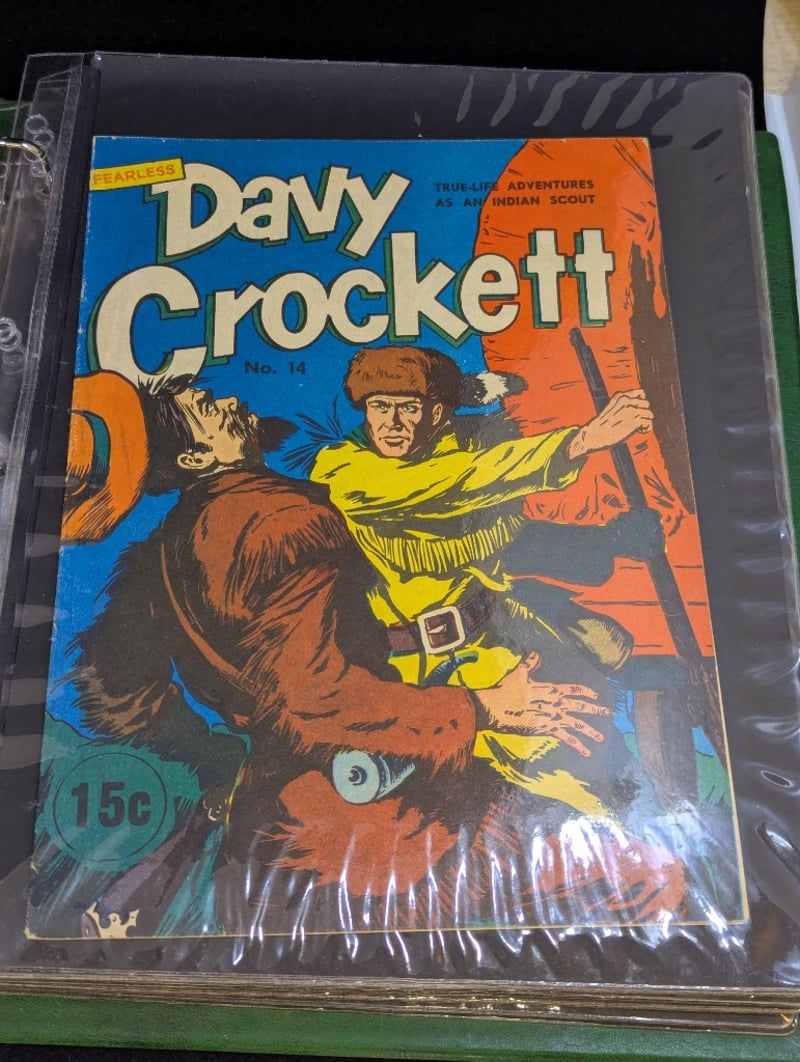 FEARLESS
Davy
Crockett
TRUE-LIFE ADVENTURES
AS AN INDIAN SCOUT
No. 14
15c